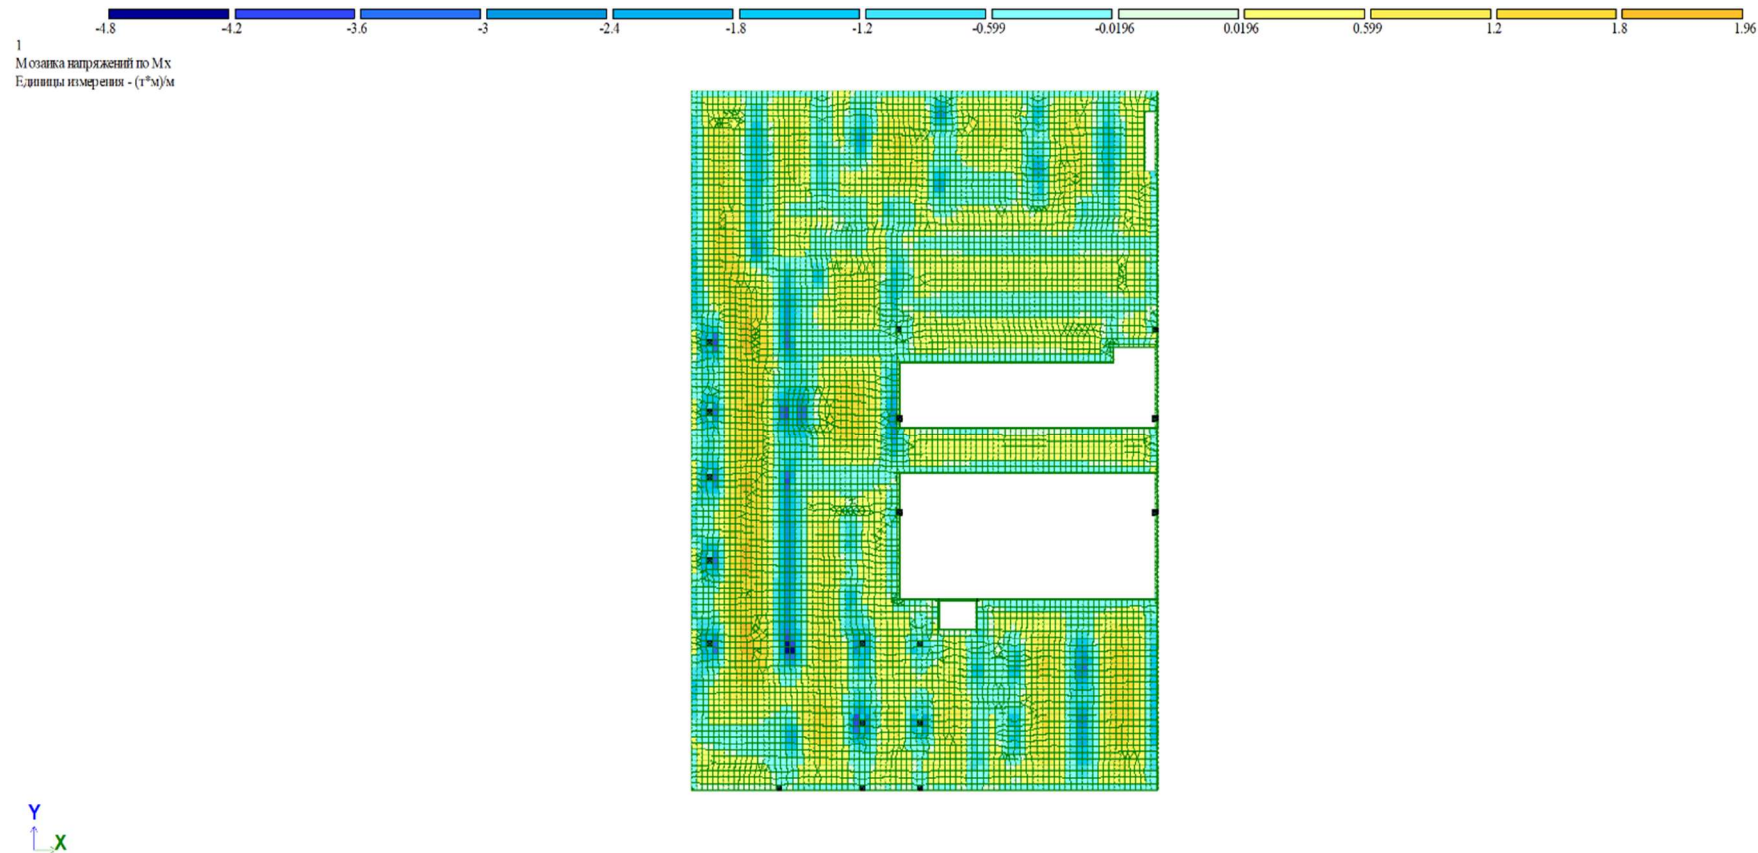 -4.8 -4.2 -3.6 -3 -2.4 -1.8 -1.2 -0.599 -0.0196 0.0196 0.599 1.2 1.8 1.96
1
Мозаика напряжений по Mx
Единицы измерения - (т*м)/м
Y
X